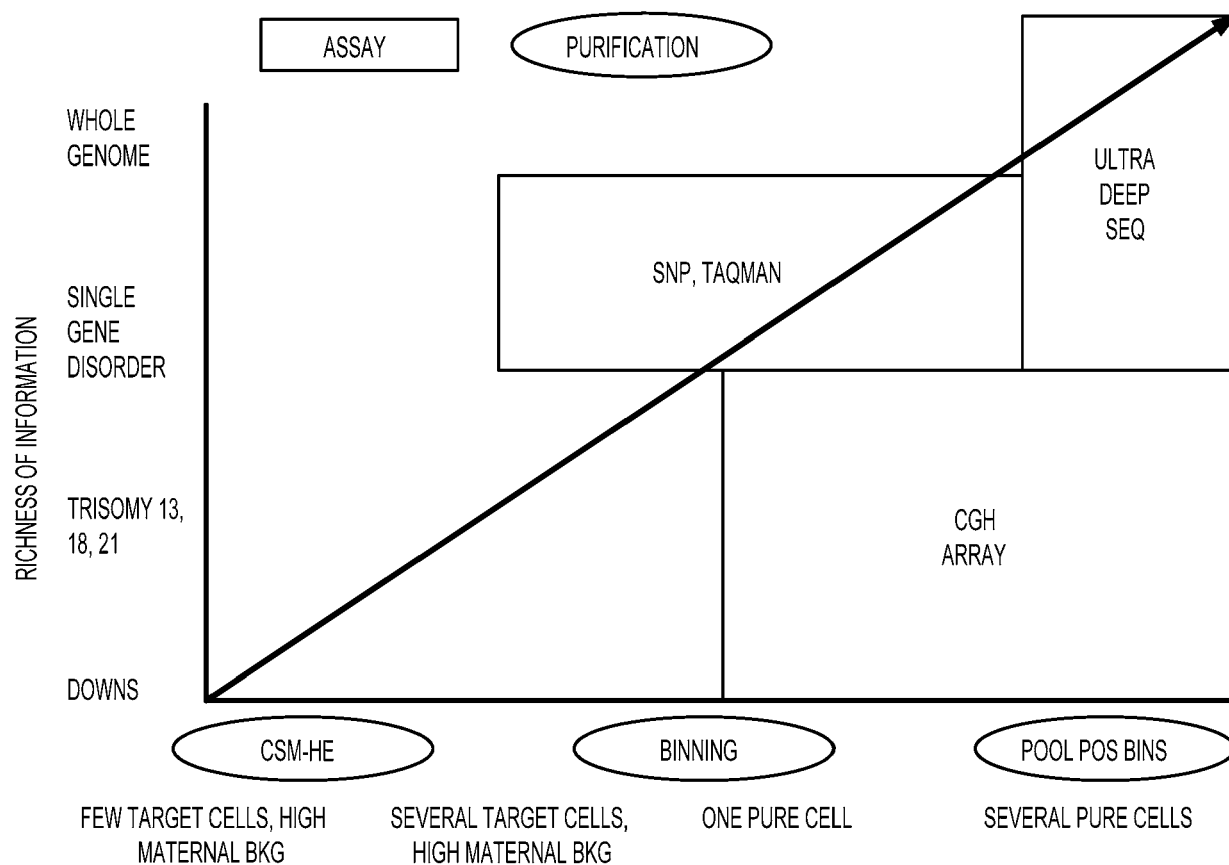 ASSAY
PURIFICATION
WHOLE
GENOME
ULTRA
DEEP
SEQ
SNP, TAQMAN
SINGLE
GENE
DISORDER
RICHNESS OF INFORMATION
TRISOMY 13,
18, 21
CGH
ARRAY
DOWNS
CSM-HE
BINNING
POOL POS BINS
FEW TARGET CELLS, HIGH
MATERNAL BKG
SEVERAL TARGET CELLS,
HIGH MATERNAL BKG
ONE PURE CELL
SEVERAL PURE CELLS